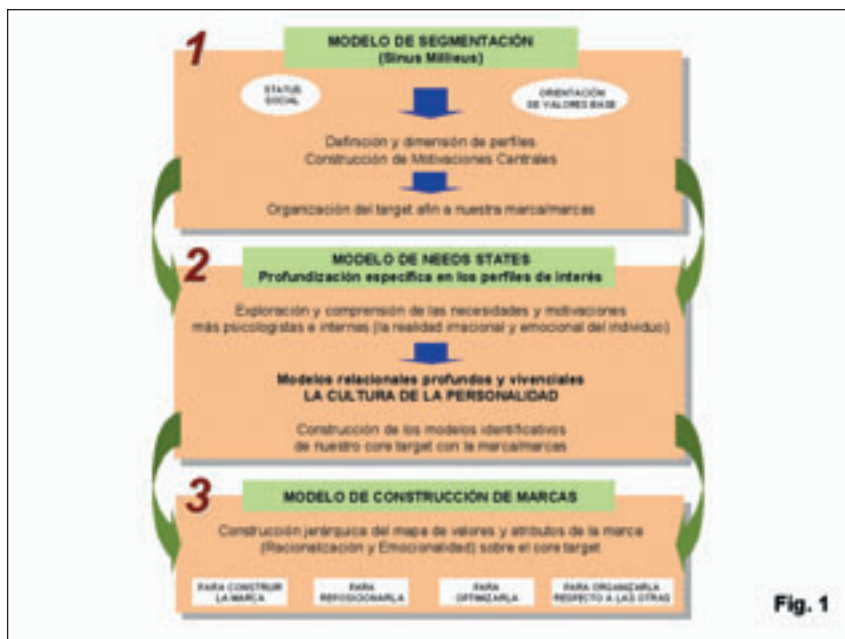 1
MODELO DE SEGMENTACIÓN
(Sinus Millieus)
STATUS
SOCIAL
ORIENTACIÓN
DE VALORES BASE
Definición y dimensión de perfiles
Construcción de Motivaciones Centrales
Organización del target afin a nuestra marca/marcas
2
MODELO DE NEEDS STATES
Profundización específica en los perfiles de interés
Exploración y comprensión de las necesidades y motivaciones
más psicologistas e internas (la realidad irracional y emocional del individuo)
Modelos relacionales profundos y vivenciales
LA CULTURA DE LA PERSONALIDAD
Construcción de los modelos identificativos
de nuestro core target con la marca/marcas
3
MODELO DE CONSTRUCCIÓN DE MARCAS
Construcción jerárquica del mapa de valores y atributos de la marca
(Racionalización y Emocionalidad) sobre el core target
PARA CONSTRUIR
LA MARCA
PARA
REPOSICIONARLA
PARA
OPTIMIZARLA
PARA ORGANIZARLA
RESPECTO A LAS OTRAS
Fig. 1